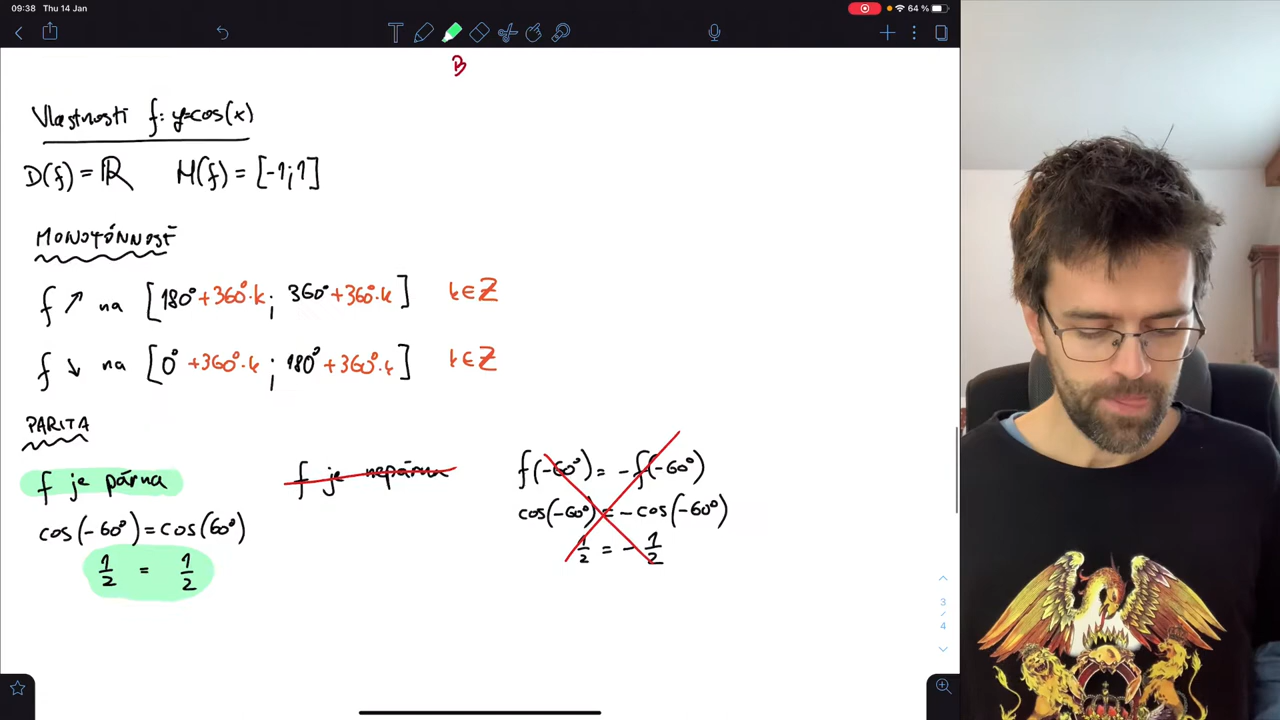 09:38 Thu 14 Jan
64 %
B
Vlastnosti f: y=cos(x)
D(f) = ℝ H(f) = [-1;1]
MONOTÓNNOSŤ
f ↗ na [180° +360°·k ; 360° +360°·k] k∈Z
f ↘ na [0° +360°·k ; 180° +360°·k] k∈Z
PARITA
f je párna
f je nepárna
cos(-60°) = cos(60°)
1/2 = 1/2
f(-60°) = -f(-60°)
cos(-60°) = -cos(-60°)
1/2 = -1/2
3
/
4